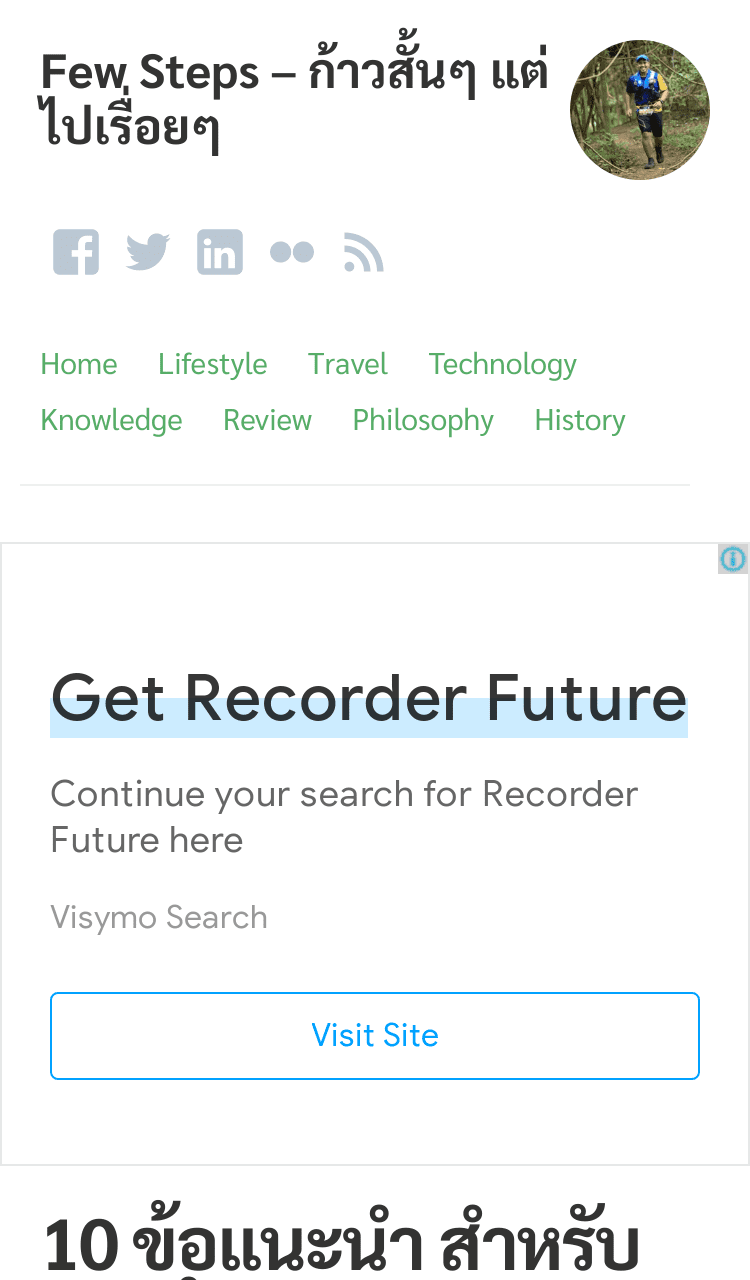 Few Steps – ก้าวสั้นๆ แต่
ไปเรื่อยๆ
Home Lifestyle Travel Technology
Knowledge Review Philosophy History
Get Recorder Future
Continue your search for Recorder
Future here
Visymo Search
Visit Site
10 ข้อแนะนำ สำหรับ